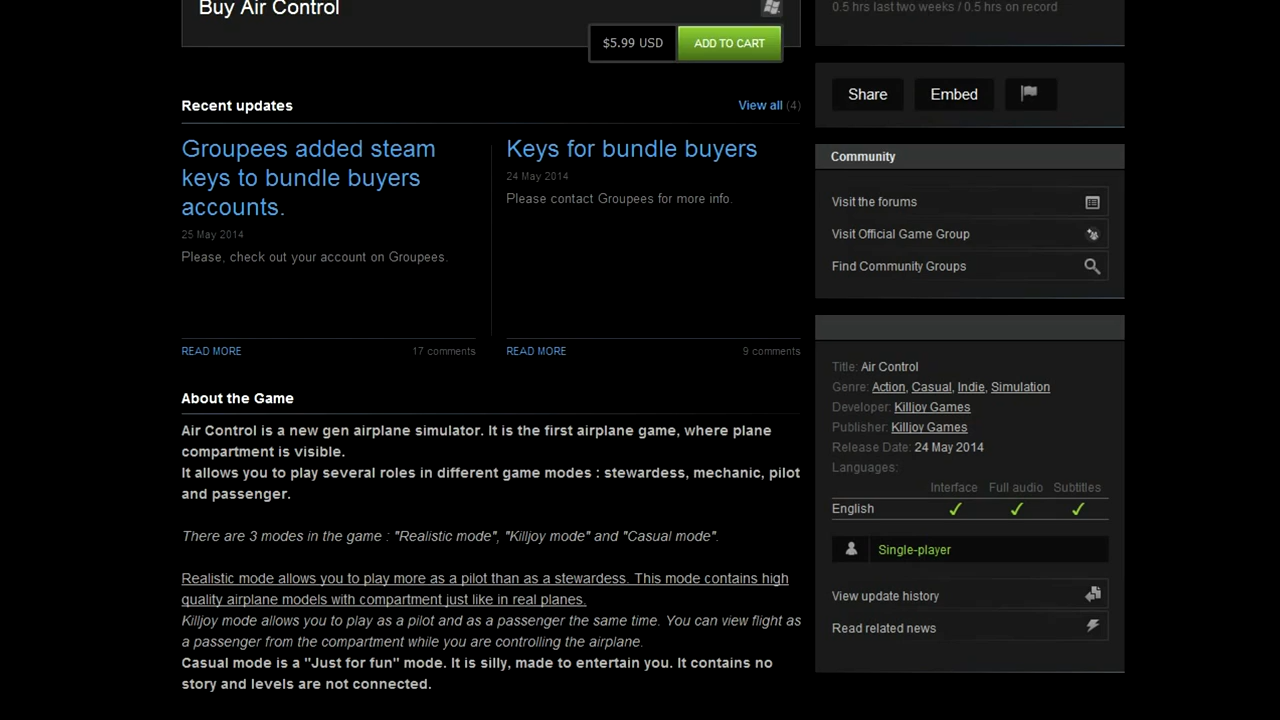 Buy Air Control
$5.99 USD
ADD TO CART
Recent updates
View all (4)
Groupees added steam
keys to bundle buyers
accounts.
25 May 2014
Please, check out your account on Groupees.
READ MORE
17 comments
Keys for bundle buyers
24 May 2014
Please contact Groupees for more info.
READ MORE
9 comments
About the Game
Air Control is a new gen airplane simulator. It is the first airplane game, where plane
compartment is visible.
It allows you to play several roles in different game modes : stewardess, mechanic, pilot
and passenger.
There are 3 modes in the game : "Realistic mode", "Killjoy mode" and "Casual mode".
Realistic mode allows you to play more as a pilot than as a stewardess. This mode contains high
quality airplane models with compartment just like in real planes.
Killjoy mode allows you to play as a pilot and as a passenger the same time. You can view flight as
a passenger from the compartment while you are controlling the airplane.
Casual mode is a "Just for fun" mode. It is silly, made to entertain you. It contains no
story and levels are not connected.
0.5 hrs last two weeks / 0.5 hrs on record
Share
Embed
Community
Visit the forums
Visit Official Game Group
Find Community Groups
Title: Air Control
Genre: Action, Casual, Indie, Simulation
Developer: Killjoy Games
Publisher: Killjoy Games
Release Date: 24 May 2014
Languages:
Interface Full audio Subtitles
English ✓ ✓ ✓
Single-player
View update history
Read related news